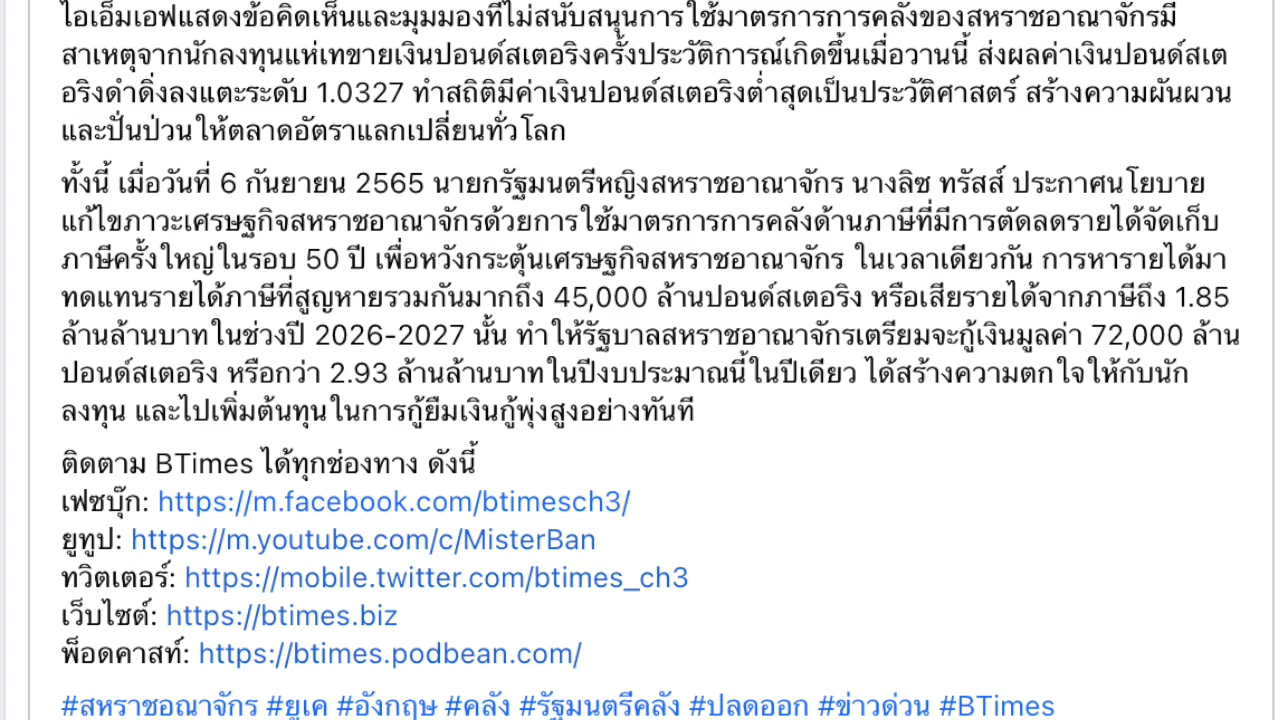 ไอเอ็มเอฟแสดงข้อคิดเห็นและมุมมองที่ไม่สนับสนุนการใช้มาตรการการคลังของสหราชอาณาจักรมี
สาเหตุจากนักลงทุนแห่เทขายเงินปอนด์สเตอริงครั้งประวัติการณ์เกิดขึ้นเมื่อวานนี้ ส่งผลค่าเงินปอนด์สเต
อริงดำดิ่งลงแตะระดับ 1.0327 ทำสถิติมีค่าเงินปอนด์สเตอริงต่ำสุดเป็นประวัติศาสตร์ สร้างความผันผวน
และปั่นป่วนให้ตลาดอัตราแลกเปลี่ยนทั่วโลก
ทั้งนี้ เมื่อวันที่ 6 กันยายน 2565 นายกรัฐมนตรีหญิงสหราชอาณาจักร นางลิซ ทรัสส์ ประกาศนโยบาย
แก้ไขภาวะเศรษฐกิจสหราชอาณาจักรด้วยการใช้มาตรการการคลังด้านภาษีที่มีการตัดลดรายได้จัดเก็บ
ภาษีครั้งใหญ่ในรอบ 50 ปี เพื่อหวังกระตุ้นเศรษฐกิจสหราชอาณาจักร ในเวลาเดียวกัน การหารายได้มา
ทดแทนรายได้ภาษีที่สูญหายรวมกันมากถึง 45,000 ล้านปอนด์สเตอริง หรือเสียรายได้จากภาษีถึง 1.85
ล้านล้านบาทในช่วงปี 2026-2027 นั้น ทำให้รัฐบาลสหราชอาณาจักรเตรียมจะกู้เงินมูลค่า 72,000 ล้าน
ปอนด์สเตอริง หรือกว่า 2.93 ล้านล้านบาทในปีงบประมาณนี้ในปีเดียว ได้สร้างความตกใจให้กับนัก
ลงทุน และไปเพิ่มต้นทุนในการกู้ยืมเงินกู้พุ่งสูงอย่างทันที
ติดตาม BTimes ได้ทุกช่องทาง ดังนี้
เฟซบุ๊ก: https://m.facebook.com/btimesch3/
ยูทูป: https://m.youtube.com/c/MisterBan
ทวิตเตอร์: https://mobile.twitter.com/btimes_ch3
เว็บไซต์: https://btimes.biz
พ็อดคาสท์: https://btimes.podbean.com/
#สหราชอณาจักร #ยูเค #อังกฤษ #คลัง #รัฐมนตรีคลัง #ปลดออก #ข่าวด่วน #BTimes